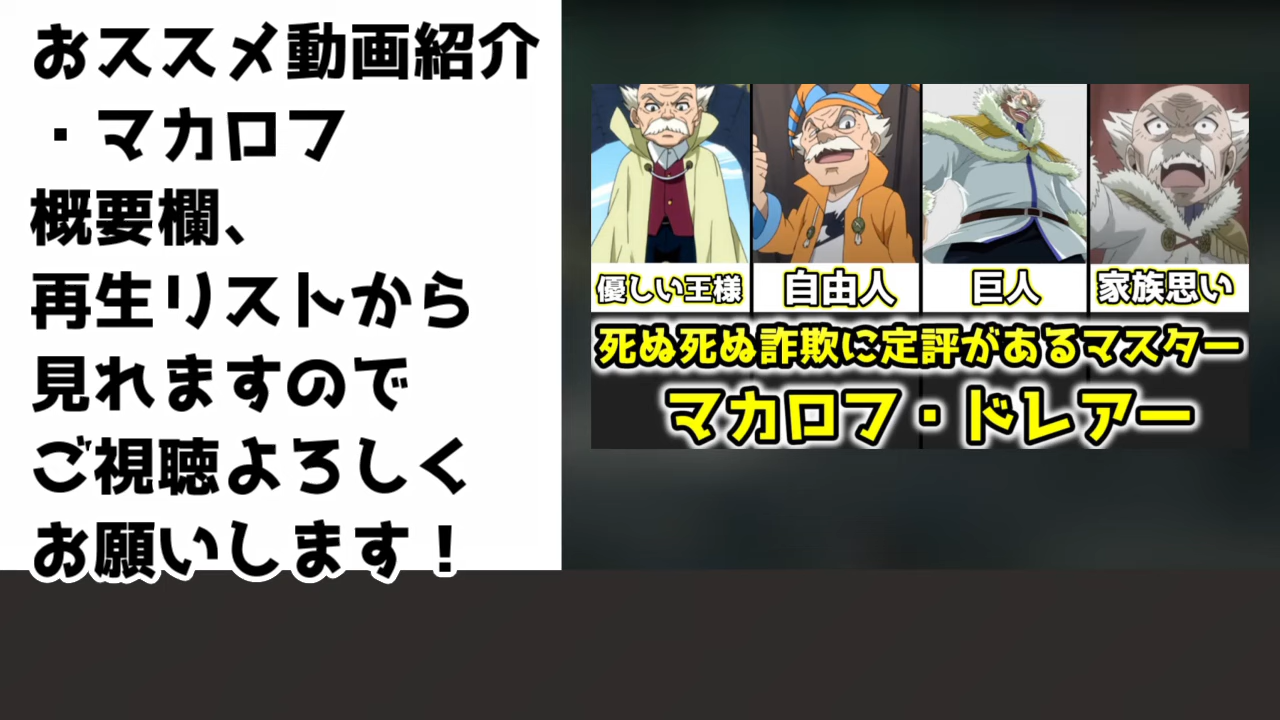 おススメ動画紹介
・マカロフ
概要欄、
再生リストから
見れますので
ご視聴よろしく
お願いします！
優しい王様
自由人
巨人
家族思い
死ぬ死ぬ詐欺に定評があるマスター
マカロフ・ドレアー